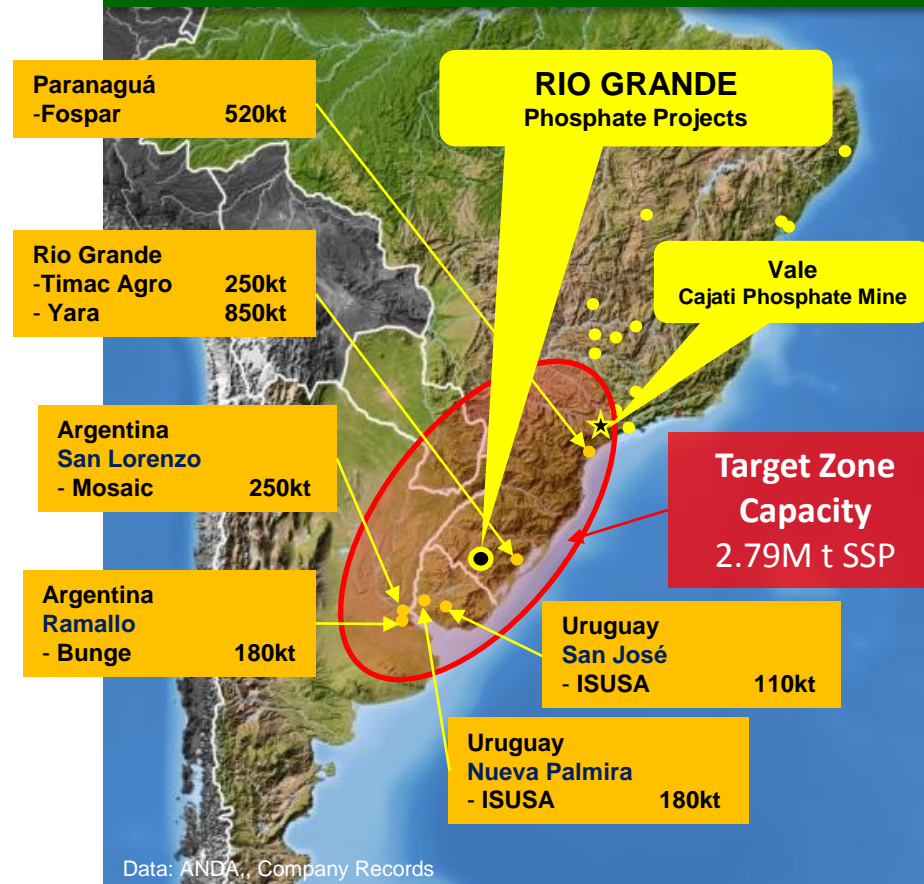 RIO GRANDE
Phosphate Projects
Paranaguá
-Fospar 520kt
Rio Grande
-Timac Agro 250kt
- Yara 850kt
Vale
Cajati Phosphate Mine
Argentina
San Lorenzo
- Mosaic 250kt
Target Zone
Capacity
2.79M t SSP
Argentina
Ramallo
- Bunge 180kt
Uruguay
San José
- ISUSA 110kt
Uruguay
Nueva Palmira
- ISUSA 180kt
Data: ANDA,, Company Records